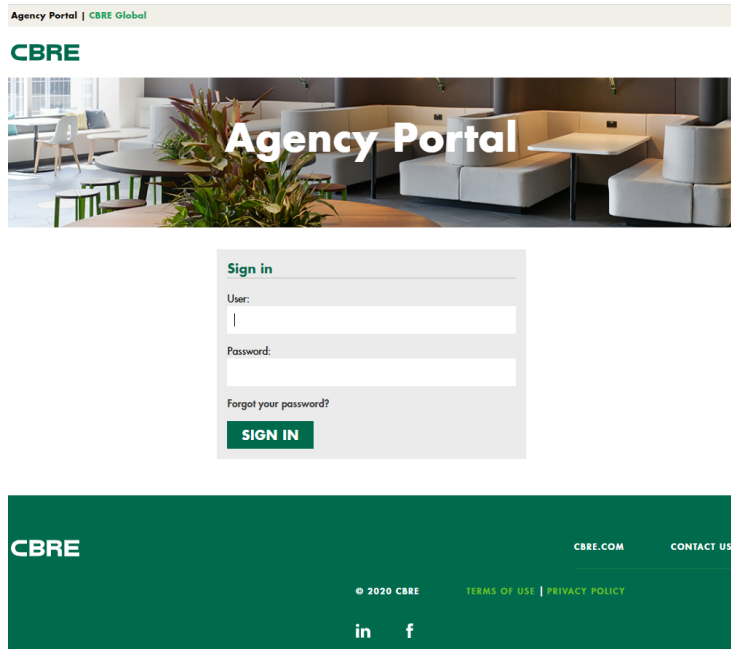 Agency Portal | CBRE Global
CBRE
Agency Portal
Sign in
User:
Password:
Forgot your password?
SIGN IN
CBRE
CBRE.COM CONTACT US
© 2020 CBRE TERMS OF USE | PRIVACY POLICY
in f